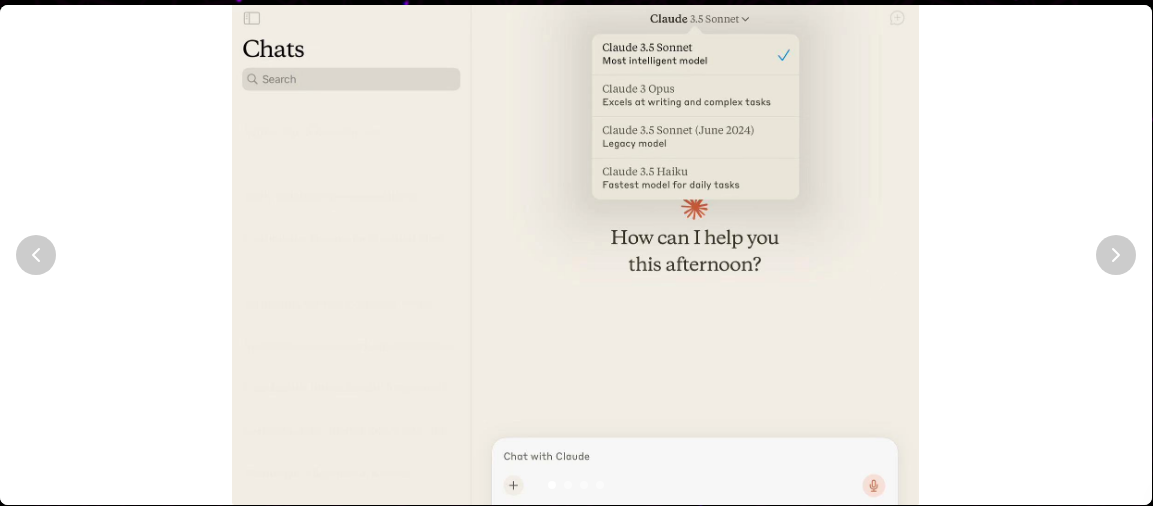 Claude 3.5 Sonnet
Chats
Search
Claude 3.5 Sonnet
Most intelligent model
Claude 3 Opus
Excels at writing and complex tasks
Claude 3.5 Sonnet (June 2024)
Legacy model
Claude 3.5 Haiku
Fastest model for daily tasks
How can I help you
this afternoon?
Chat with Claude